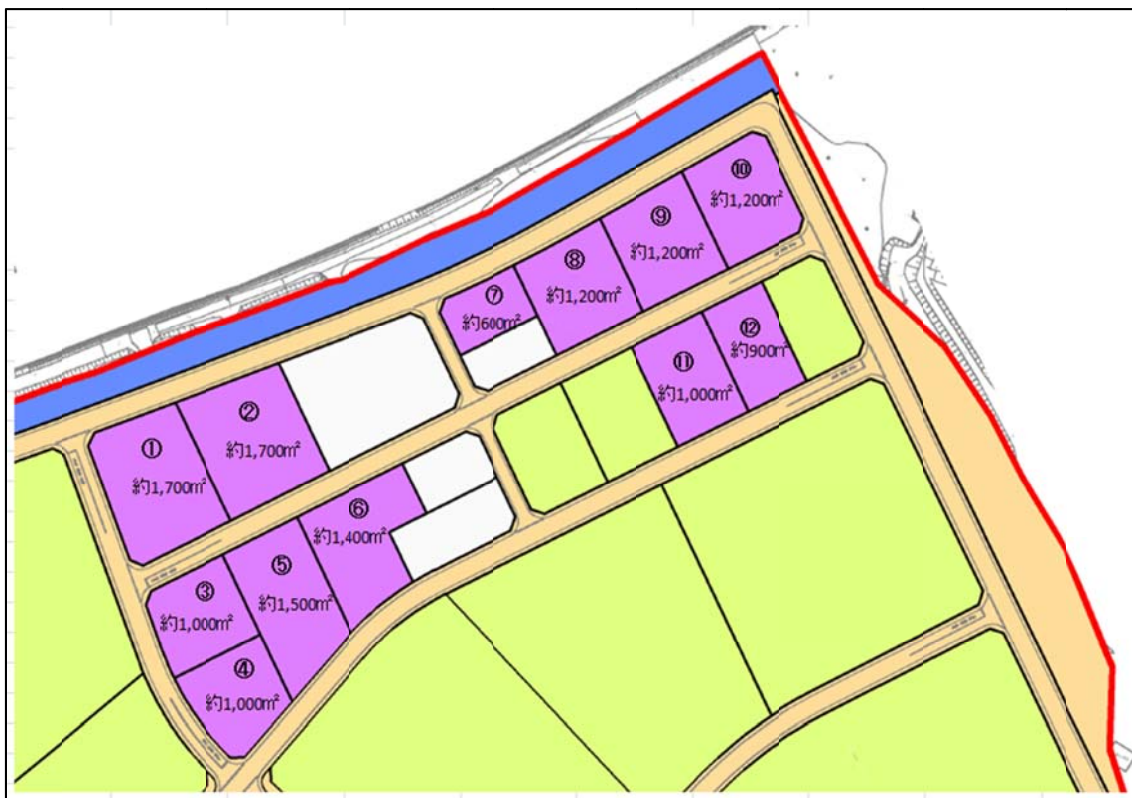 ①
約1,700㎡
②
約1,700㎡
③
約1,000㎡
④
約1,000㎡
⑤
約1,500㎡
⑥
約1,400㎡
⑦
約600㎡
⑧
約1,200㎡
⑨
約1,200㎡
⑩
約1,200㎡
⑪
約1,000㎡
⑫
約900㎡